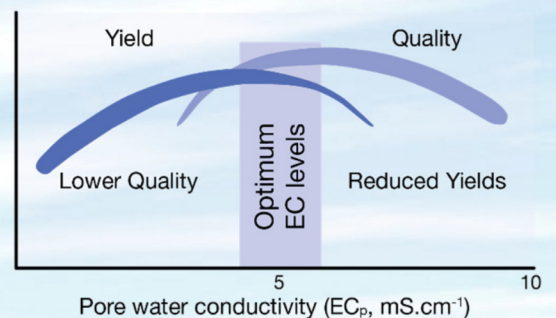 Yield
Quality
Lower Quality
Optimum
EC levels
Reduced Yields
5
10
Pore water conductivity (ECp, mS.cm⁻¹)